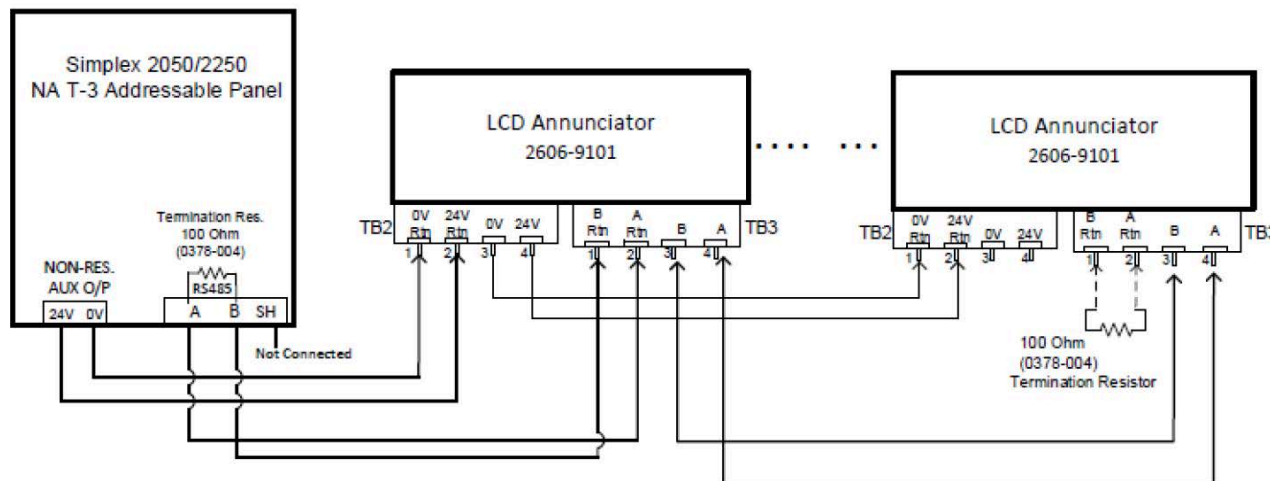 Simplex 2050/2250
NA T-3 Addressable Panel
Termination Res.
100 Ohm
(0378-004)
RS485
NON-RES.
AUX O/P
24V 0V
A B SH
Not Connected
LCD Annunciator
2606-9101
TB2
0V Rtn
24V Rtn
0V
24V
1 2 3 4
B Rtn
A Rtn
B
A
1 2 3 4
TB3
.... ...
LCD Annunciator
2606-9101
TB2
0V Rtn
24V Rtn
0V
24V
1 2 3 4
B Rtn
A Rtn
B
A
1 2 3 4
TB3
100 Ohm
(0378-004)
Termination Resistor